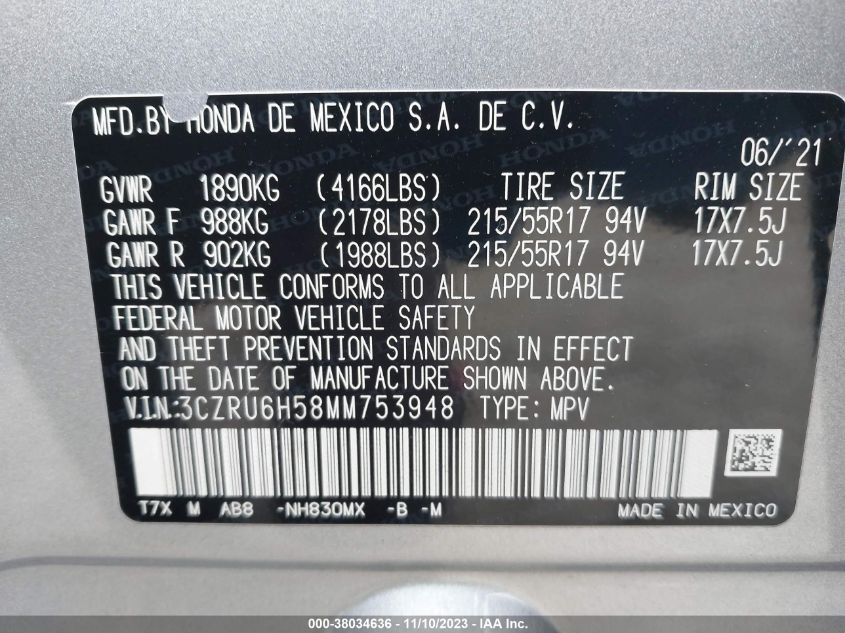 MFD.BY HONDA DE MEXICO S.A. DE C.V.
06/'21
GVWR 1890KG (4166LBS) TIRE SIZE RIM SIZE
GAWR F 988KG (2178LBS) 215/55R17 94V 17X7.5J
GAWR R 902KG (1988LBS) 215/55R17 94V 17X7.5J
THIS VEHICLE CONFORMS TO ALL APPLICABLE
FEDERAL MOTOR VEHICLE SAFETY
AND THEFT PREVENTION STANDARDS IN EFFECT
ON THE DATE OF MANUFACTURE SHOWN ABOVE.
V.I.N:3CZRU6H58MM753948 TYPE: MPV
T7X M AB8 -NH830MX -B -M MADE IN MEXICO
000-38034636 - 11/10/2023 - IAA Inc.